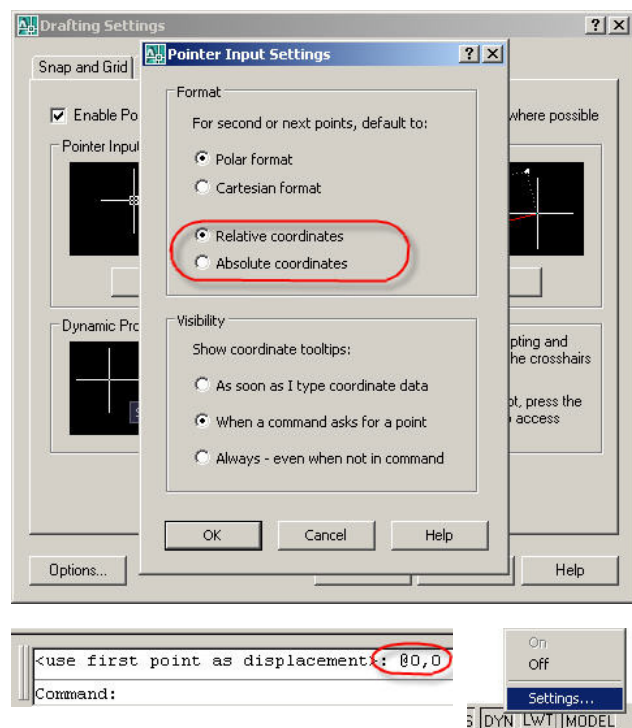 Drafting Settings
Pointer Input Settings
Snap and Grid
Format
Enable Po
For second or next points, default to:
where possible
Pointer Input
Polar format
Cartesian format
Relative coordinates
Absolute coordinates
Dynamic Pro
Visibility
Show coordinate tooltips:
pting and
he crosshairs
As soon as I type coordinate data
When a command asks for a point
pt, press the
access
Always - even when not in command
OK Cancel Help
Options... Help
<use first point as displacement>: @0,0
Command:
On
Off
Settings...
S DYN LWT MODEL